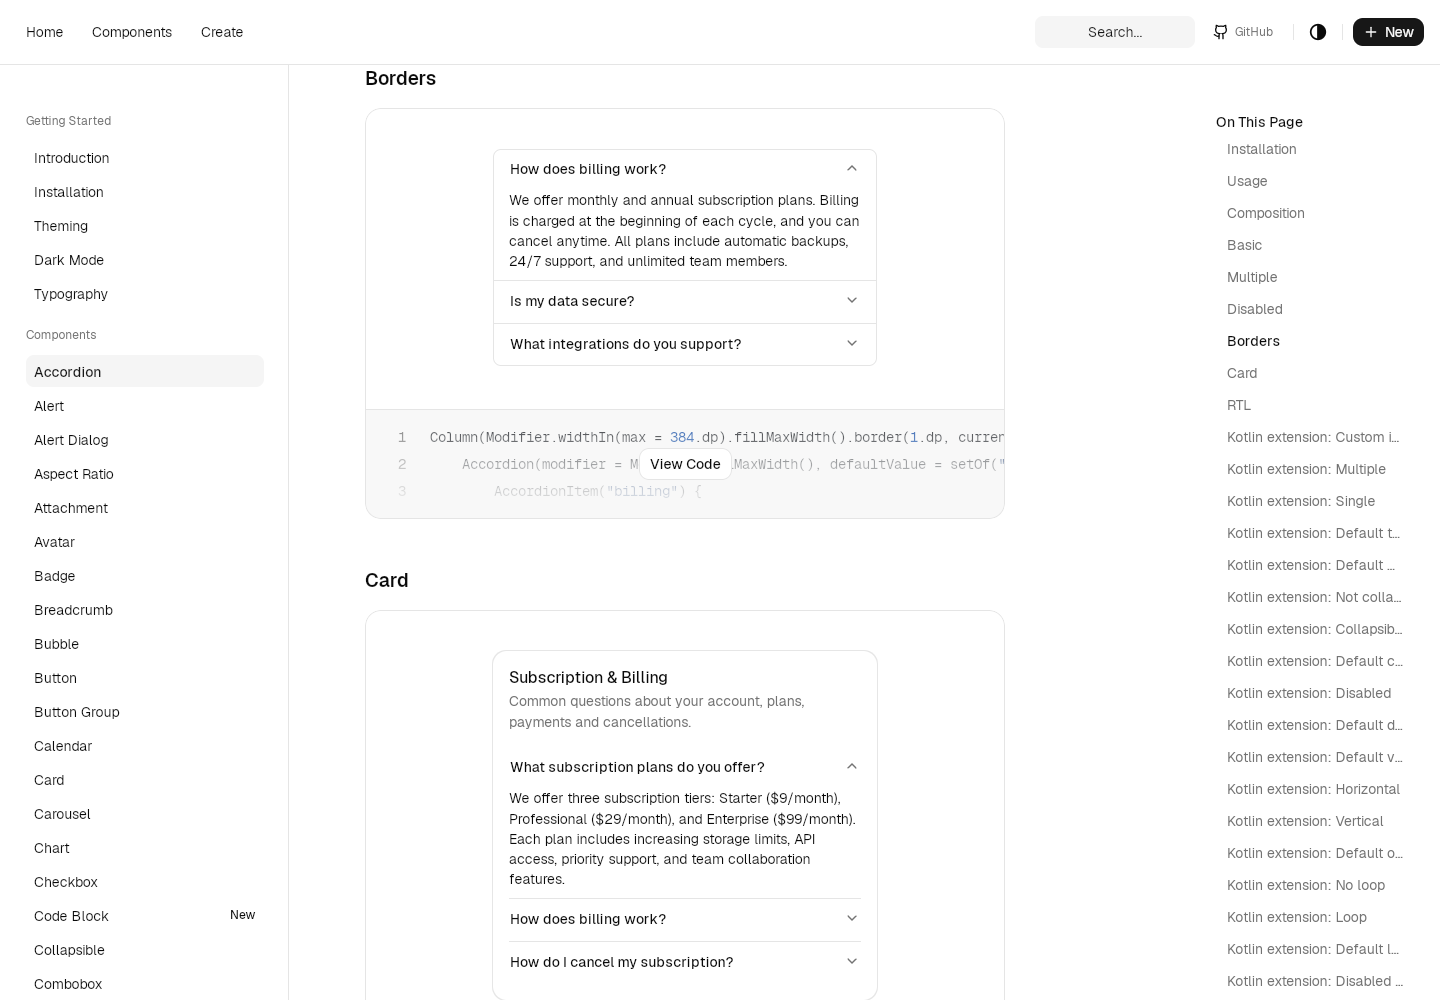 Home
Components
Create
Search...
GitHub
New
Getting Started
Introduction
Installation
Theming
Dark Mode
Typography
Components
Accordion
Alert
Alert Dialog
Aspect Ratio
Attachment
Avatar
Badge
Breadcrumb
Bubble
Button
Button Group
Calendar
Card
Carousel
Chart
Checkbox
Code Block
New
Collapsible
Combobox
Borders
How does billing work?
We offer monthly and annual subscription plans. Billing
is charged at the beginning of each cycle, and you can
cancel anytime. All plans include automatic backups,
24/7 support, and unlimited team members.
Is my data secure?
What integrations do you support?
1 Column(Modifier.widthIn(max = 384.dp).fillMaxWidth().border(1.dp, curren
2 Accordion(modifier = M
View Code
MaxWidth(), defaultValue = setOf("
3 AccordionItem("billing") {
Card
Subscription & Billing
Common questions about your account, plans,
payments and cancellations.
What subscription plans do you offer?
We offer three subscription tiers: Starter ($9/month),
Professional ($29/month), and Enterprise ($99/month).
Each plan includes increasing storage limits, API
access, priority support, and team collaboration
features.
How does billing work?
How do I cancel my subscription?
On This Page
Installation
Usage
Composition
Basic
Multiple
Disabled
Borders
Card
RTL
Kotlin extension: Custom i...
Kotlin extension: Multiple
Kotlin extension: Single
Kotlin extension: Default t...
Kotlin extension: Default ...
Kotlin extension: Not colla...
Kotlin extension: Collapsib...
Kotlin extension: Default c...
Kotlin extension: Disabled
Kotlin extension: Default d...
Kotlin extension: Default v...
Kotlin extension: Horizontal
Kotlin extension: Vertical
Kotlin extension: Default o...
Kotlin extension: No loop
Kotlin extension: Loop
Kotlin extension: Default l...
Kotlin extension: Disabled ...